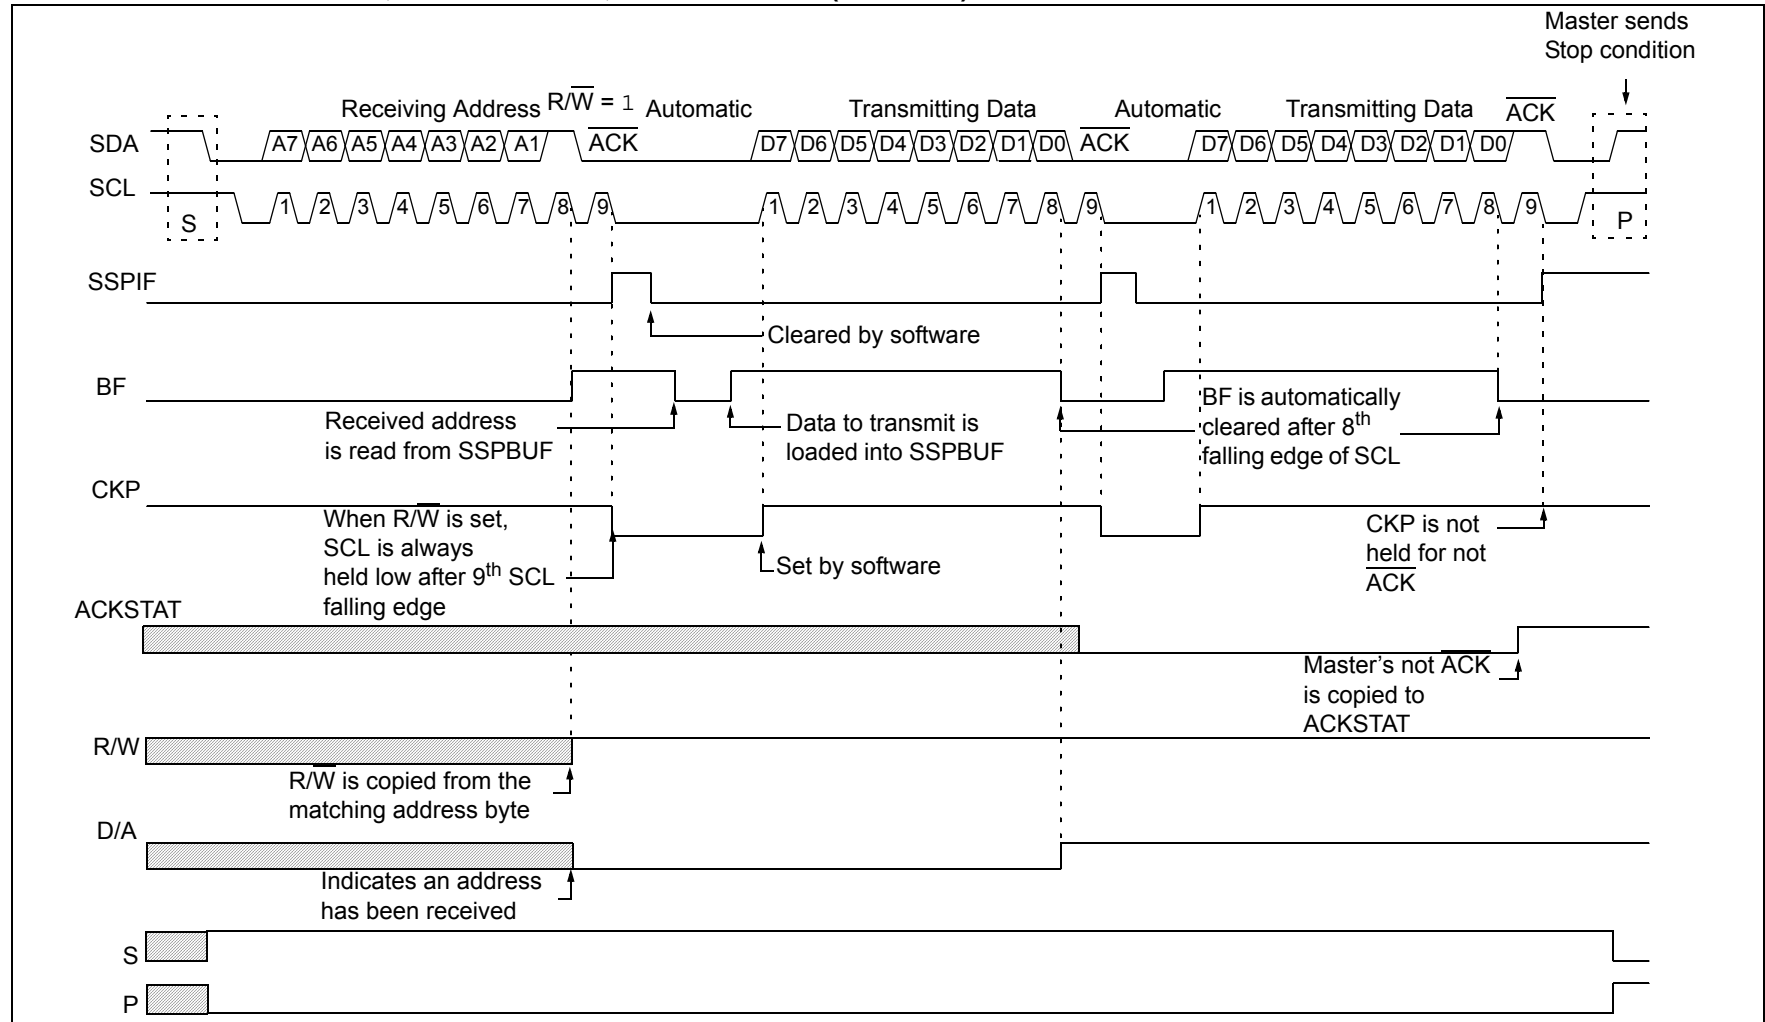 Master sends
Stop condition
Receiving Address R/W = 1 Automatic Transmitting Data Automatic Transmitting Data ACK
SDA A7 A6 A5 A4 A3 A2 A1 ACK D7 D6 D5 D4 D3 D2 D1 D0 ACK D7 D6 D5 D4 D3 D2 D1 D0
SCL 1 2 3 4 5 6 7 8 9 1 2 3 4 5 6 7 8 9 1 2 3 4 5 6 7 8 9
S P
SSPIF
Cleared by software
BF
Received address
is read from SSPBUF
Data to transmit is
loaded into SSPBUF
BF is automatically
cleared after 8th
falling edge of SCL
CKP
When R/W is set,
SCL is always
held low after 9th SCL
falling edge
Set by software
CKP is not
held for not
ACK
ACKSTAT
Master's not ACK
is copied to
ACKSTAT
R/W
R/W is copied from the
matching address byte
D/A
Indicates an address
has been received
S
P